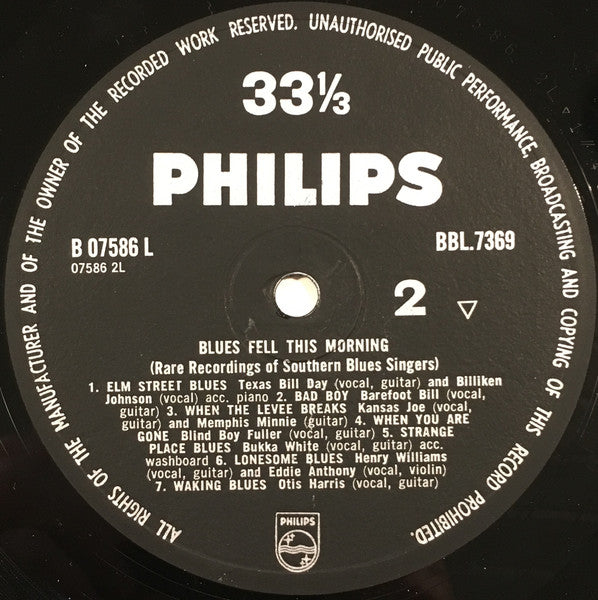 ALL RIGHTS OF THE MANUFACTURER AND OF THE OWNER OF THE RECORDED WORK RESERVED. UNAUTHORISED PUBLIC PERFORMANCE, BROADCASTING AND COPYING OF THIS RECORD PROHIBITED.
33⅓
PHILIPS
B 07586 L
BBL.7369
07586 2L
2 ▽
BLUES FELL THIS MORNING
(Rare Recordings of Southern Blues Singers)
1. ELM STREET BLUES Texas Bill Day (vocal, guitar) and Billiken
Johnson (vocal) acc. piano 2. BAD BOY Barefoot Bill (vocal,
guitar) 3. WHEN THE LEVEE BREAKS Kansas Joe (vocal,
guitar) and Memphis Minnie (guitar) 4. WHEN YOU ARE
GONE Blind Boy Fuller (vocal, guitar) 5. STRANGE
PLACE BLUES Bukka White (vocal, guitar) acc.
washboard 6. LONESOME BLUES Henry Williams
(vocal, guitar) and Eddie Anthony (vocal, violin)
7. WAKING BLUES Otis Harris (vocal, guitar)
PHILIPS